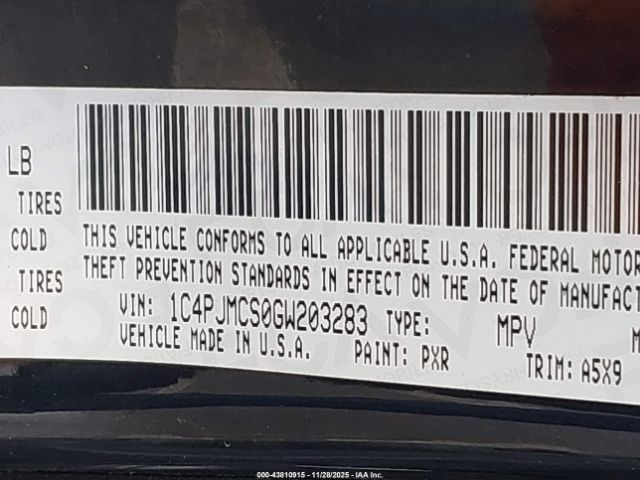 LB
TIRES
COLD
TIRES
COLD
THIS VEHICLE CONFORMS TO ALL APPLICABLE U.S.A. FEDERAL MOTOR
THEFT PREVENTION STANDARDS IN EFFECT ON THE DATE OF MANUFACT
VIN: 1C4PJMCS0GW203283 TYPE: MPV M
VEHICLE MADE IN U.S.A. PAINT: PXR TRIM: A5X9
000-43810915 - 11/28/2025 - IAA Inc.